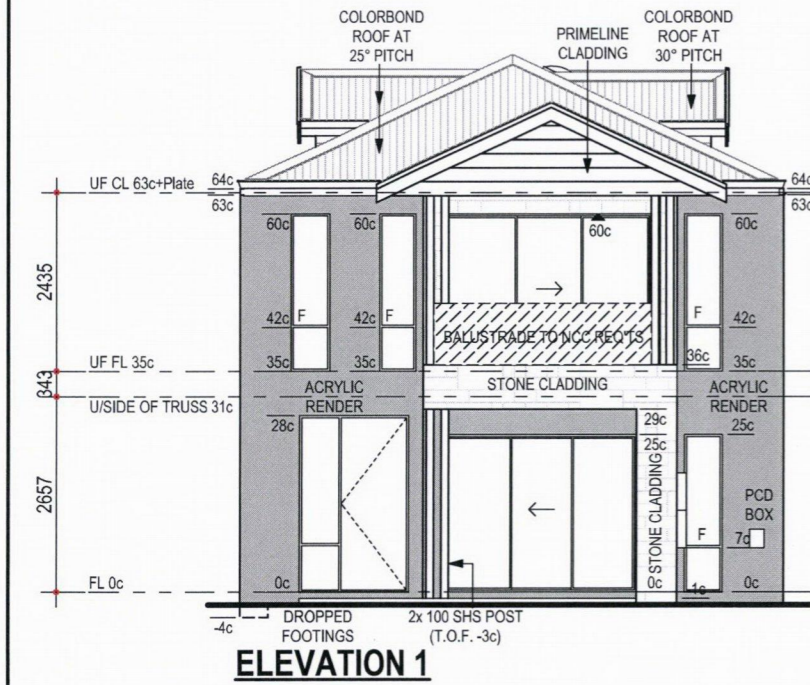 COLORBOND
ROOF AT
25° PITCH
PRIMELINE
CLADDING
COLORBOND
ROOF AT
30° PITCH
UF CL 63c+Plate
64c
63c
64c
63c
60c
60c
60c
60c
2435
F
F
F
42c
42c
42c
BALUSTRADE TO NCC REQ'TS
UF FL 35c
35c
35c
36c
35c
343
ACRYLIC
RENDER
STONE CLADDING
ACRYLIC
RENDER
U/SIDE OF TRUSS 31c
28c
29c
25c
25c
2657
STONE CLADDING
PCD
BOX
F
7c
FL 0c
0c
0c
0c
-1c
-4c
DROPPED
FOOTINGS
2x 100 SHS POST
(T.O.F. -3c)
ELEVATION 1